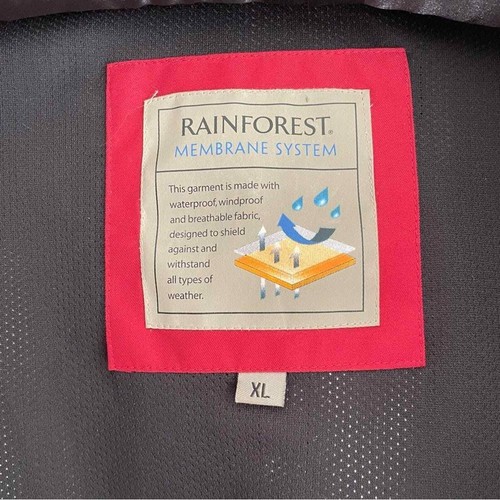 RAINFOREST®
MEMBRANE SYSTEM
This garment is made with
waterproof, windproof
and breathable fabric,
designed to shield
against and
withstand
all types of
weather.
XL